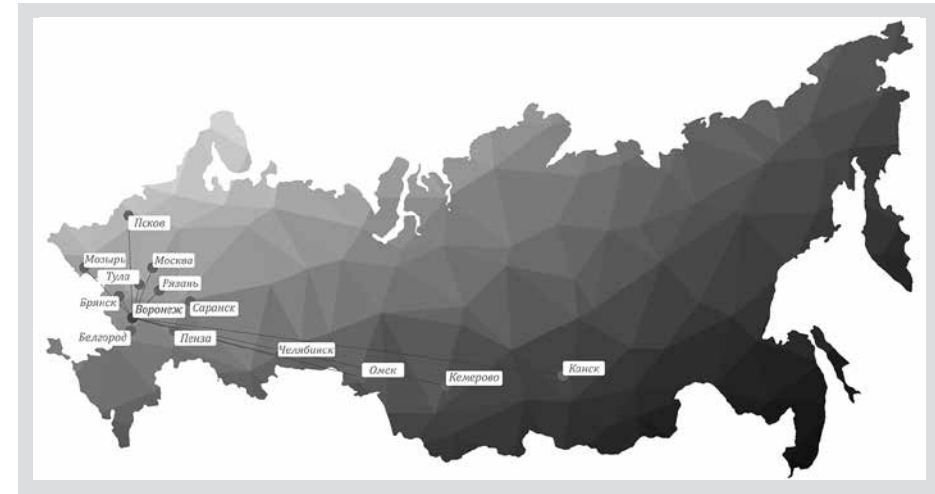 Псков
Мозырь
Москва
Тула
Рязань
Брянск
Воронеж
Саранск
Белгород
Пенза
Челябинск
Омск
Кемерово
Канск